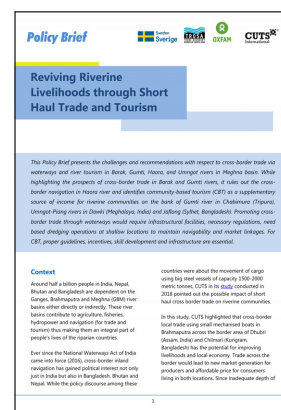 Policy Brief
Sweden
Sverige
TROSA
OXFAM
CUTS
International
Reviving Riverine
Livelihoods through Short
Haul Trade and Tourism
This Policy Brief presents the challenges and recommendations with respect to cross-border trade via
waterways and river tourism in Barak, Gumti, Haora, and Umngot rivers in Meghna basin. While
highlighting the prospects of cross-border trade in Barak and Gumti rivers, it rules out the cross-
border navigation in Haora river and identifies community-based tourism (CBT) as a supplementary
source of income for riverine communities on the bank of Gumti river in Chabimura (Tripura),
Umngot-Piang rivers in Dawki (Meghalaya, India) and Jaflong (Sylhet, Bangladesh). Promoting cross-
border trade through waterways would require infrastructural facilities, necessary regulations, need
based dredging operations at shallow locations to maintain navigability and market linkages. For
CBT, proper guidelines, incentives, skill development and infrastructure are essential.
Context
Around half a billion people in India, Nepal,
Bhutan and Bangladesh are dependent on the
Ganges, Brahmaputra and Meghna (GBM) river
basins either directly or indirectly. These river
basins contribute to agriculture, fisheries,
hydropower and navigation (for trade and
tourism) thus making them an integral part of
people's lives of the riparian countries.
Ever since the National Waterways Act of India
came into force (2016), cross-border inland
navigation has gained political interest not only
just in India but also in Bangladesh, Bhutan and
Nepal. While the policy discourse among these
countries were about the movement of cargo
using big steel vessels of capacity 1500-2000
metric tonnes, CUTS in its study conducted in
2018 pointed out the possible impact of short
haul cross border trade on riverine communities.
In this study, CUTS highlighted that cross-border
local trade using small mechanised boats in
Brahmaputra across the border area of Dhubri
(Assam, India) and Chilmari (Kurigram,
Bangladesh) has the potential for improving
livelihoods and local economy. Trade across the
border would lead to new market generation for
producers and affordable price for consumers
living in both locations. Since inadequate depth of
1